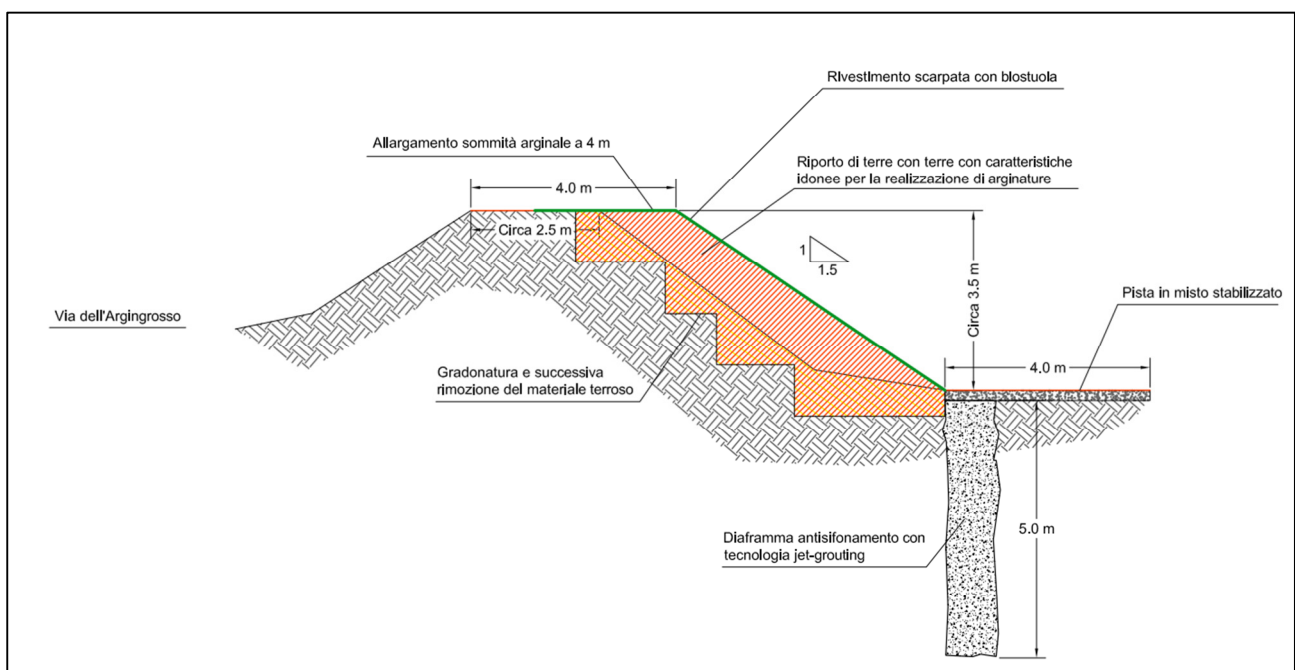 Rivestimento scarpata con biostuola
Allargamento sommità arginale a 4 m
Riporto di terre con terre con caratteristiche
idonee per la realizzazione di arginature
4.0 m
Circa 2.5 m
1
1.5
Circa 3.5 m
Pista in misto stabilizzato
Via dell'Argingrosso
4.0 m
Gradonatura e successiva
rimozione del materiale terroso
5.0 m
Diaframma antisifonamento con
tecnologia jet-grouting